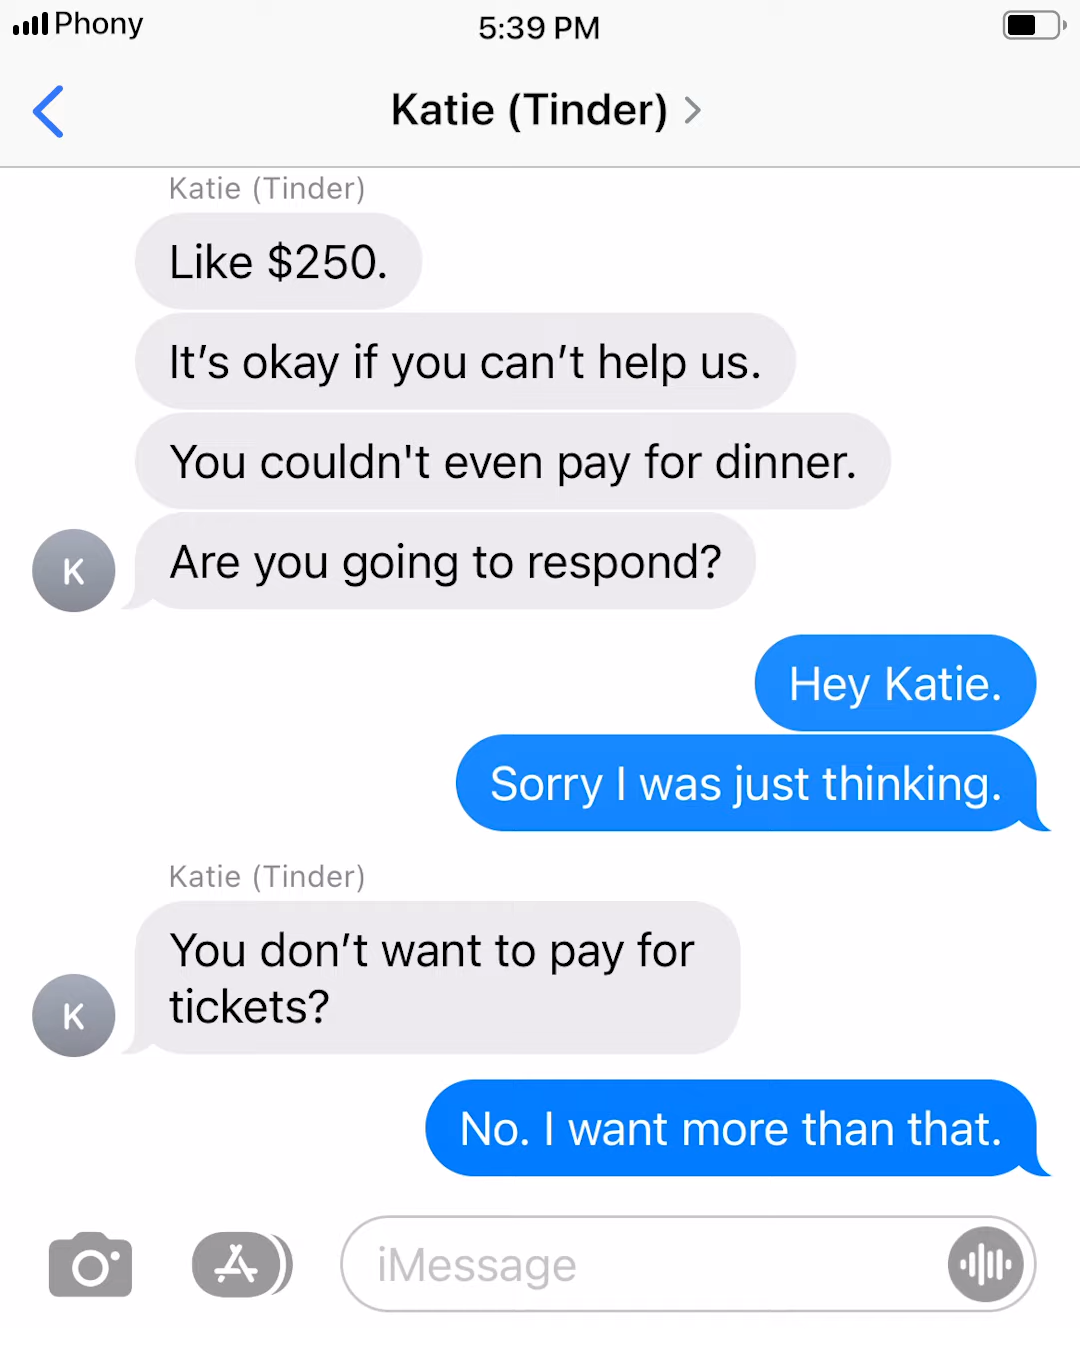 Phony
5:39 PM
Katie (Tinder)
Katie (Tinder)
Like $250.
It’s okay if you can’t help us.
You couldn't even pay for dinner.
Are you going to respond?
K
Hey Katie.
Sorry I was just thinking.
Katie (Tinder)
You don’t want to pay for
tickets?
K
No. I want more than that.
iMessage